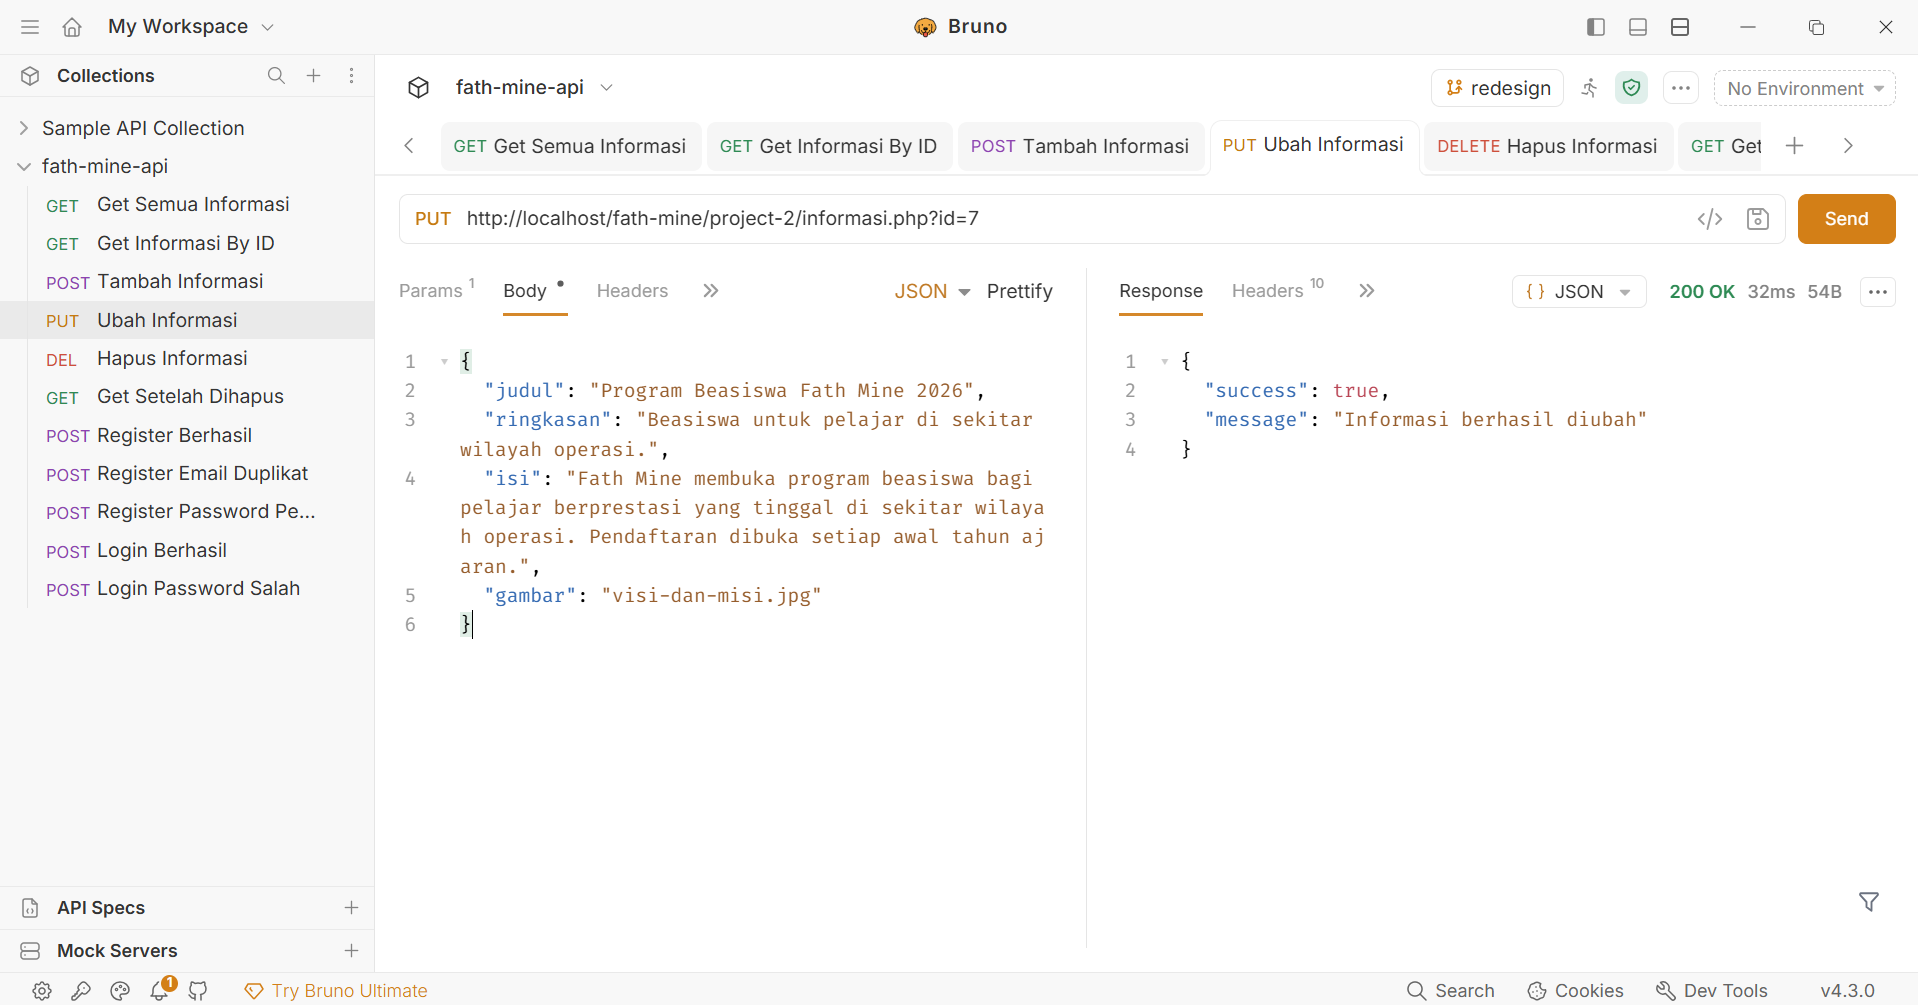 My Workspace
Bruno
Collections
fath-mine-api
redesign
No Environment
Sample API Collection
fath-mine-api
GET Get Semua Informasi
GET Get Informasi By ID
POST Tambah Informasi
PUT Ubah Informasi
DEL Hapus Informasi
GET Get Setelah Dihapus
POST Register Berhasil
POST Register Email Duplikat
POST Register Password Pe...
POST Login Berhasil
POST Login Password Salah
GET Get Semua Informasi
GET Get Informasi By ID
POST Tambah Informasi
PUT Ubah Informasi
DELETE Hapus Informasi
GET Get
PUT http://localhost/fath-mine/project-2/informasi.php?id=7
Send
Params 1
Body
Headers
JSON
Prettify
1 {
2 "judul": "Program Beasiswa Fath Mine 2026",
3 "ringkasan": "Beasiswa untuk pelajar di sekitar
wilayah operasi.",
4 "isi": "Fath Mine membuka program beasiswa bagi
pelajar berprestasi yang tinggal di sekitar wilaya
h operasi. Pendaftaran dibuka setiap awal tahun aj
aran.",
5 "gambar": "visi-dan-misi.jpg"
6 }
Response
Headers 10
{ } JSON
200 OK 32ms 54B
1 {
2 "success": true,
3 "message": "Informasi berhasil diubah"
4 }
API Specs
Mock Servers
1
Try Bruno Ultimate
Search
Cookies
Dev Tools
v4.3.0